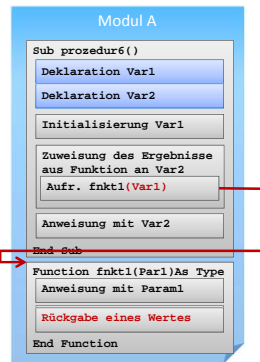 Modul A
Sub prozedur6()
Deklaration Var1
Deklaration Var2
Initialisierung Var1
Zuweisung des Ergebnisse
aus Funktion an Var2
Aufr. fnkt1(Var1)
Anweisung mit Var2
End Sub
Function fnkt1(Par1)As Type
Anweisung mit Param1
Rückgabe eines Wertes
End Function